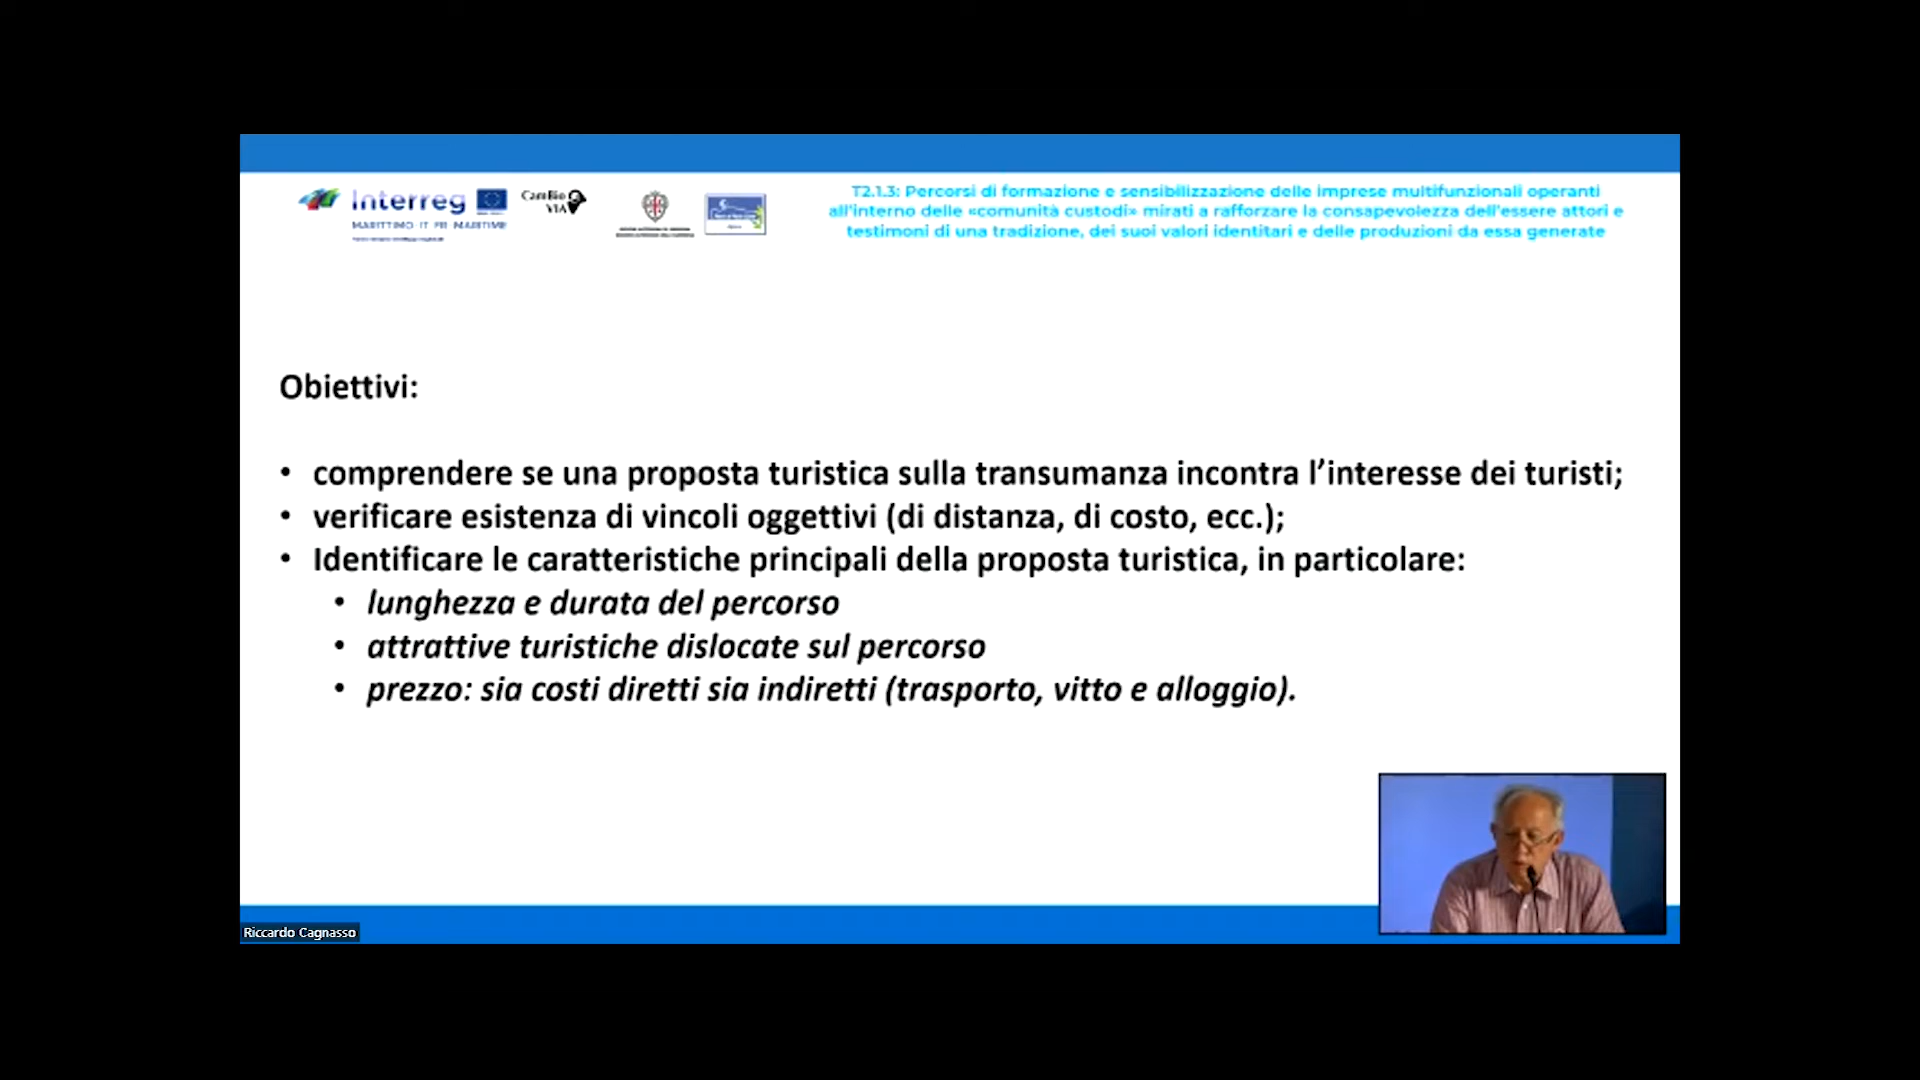 Interreg
CamBio
VIA
MARITTIMO-IT FR-MARITIME
T2.1.3: Percorsi di formazione e sensibilizzazione delle imprese multifunzionali operanti
all'interno delle «comunità custodi» mirati a rafforzare la consapevolezza dell'essere attori e
testimoni di una tradizione, dei suoi valori identitari e delle produzioni da essa generate
Obiettivi:
• comprendere se una proposta turistica sulla transumanza incontra l'interesse dei turisti;
• verificare esistenza di vincoli oggettivi (di distanza, di costo, ecc.);
• Identificare le caratteristiche principali della proposta turistica, in particolare:
• lunghezza e durata del percorso
• attrattive turistiche dislocate sul percorso
• prezzo: sia costi diretti sia indiretti (trasporto, vitto e alloggio).
Riccardo Cagnasso